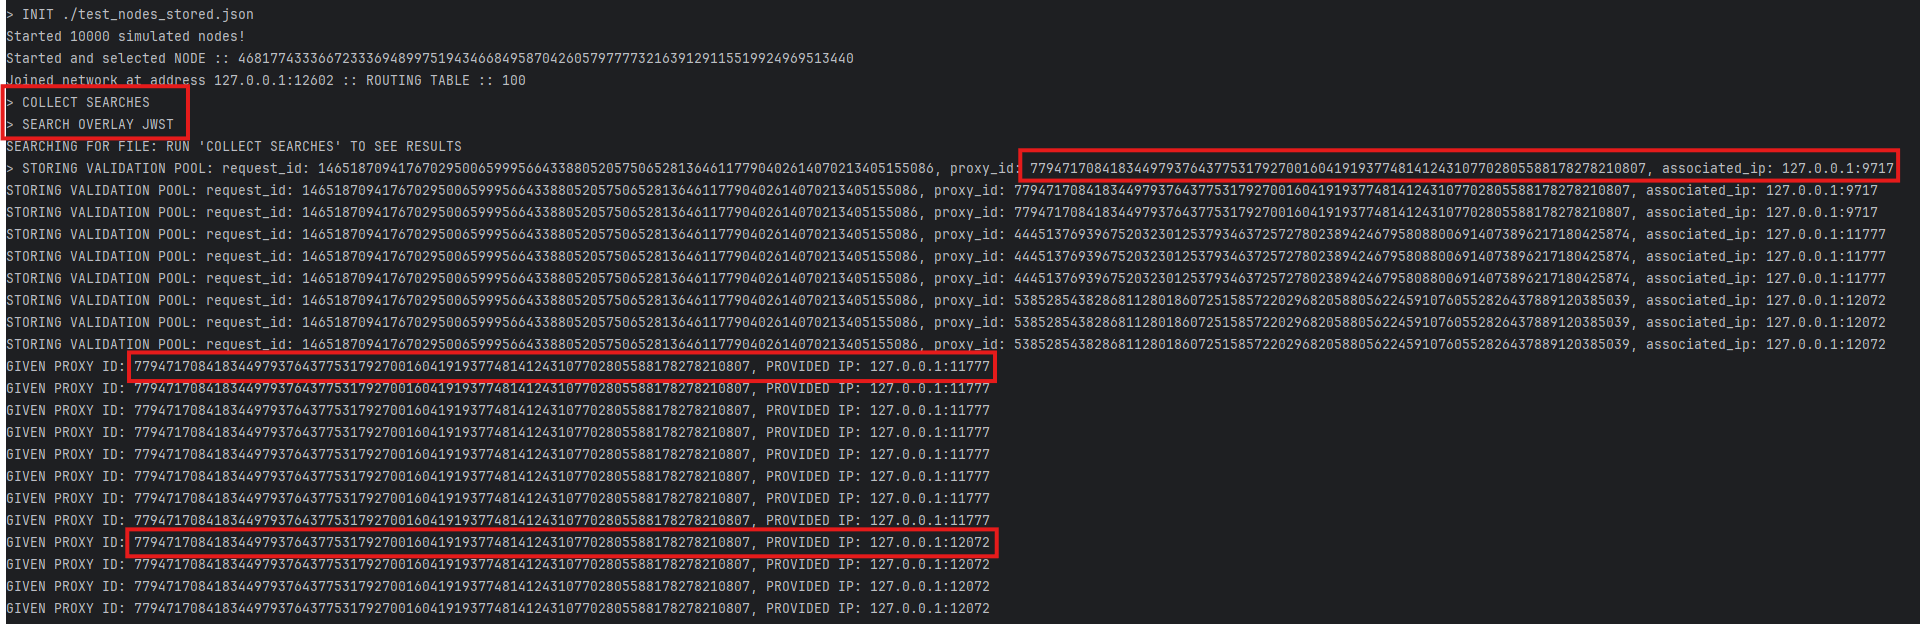 > INIT ./test_nodes_stored.json
Started 10000 simulated nodes!
Started and selected NODE :: 46817743336672333694899751943466849587042605797777321639129115519924969513440
Joined network at address 127.0.0.1:12602 :: ROUTING TABLE :: 100
> COLLECT SEARCHES
> SEARCH OVERLAY JWST
SEARCHING FOR FILE: RUN 'COLLECT SEARCHES' TO SEE RESULTS
> STORING VALIDATION POOL: request_id: 14651870941767029500659995664338805205750652813646117790402614070213405155086, proxy_id: 77947170841834497937643775317927001604191937748141243107702805588178278210807, associated_ip: 127.0.0.1:9717
STORING VALIDATION POOL: request_id: 14651870941767029500659995664338805205750652813646117790402614070213405155086, proxy_id: 77947170841834497937643775317927001604191937748141243107702805588178278210807, associated_ip: 127.0.0.1:9717
STORING VALIDATION POOL: request_id: 14651870941767029500659995664338805205750652813646117790402614070213405155086, proxy_id: 77947170841834497937643775317927001604191937748141243107702805588178278210807, associated_ip: 127.0.0.1:9717
STORING VALIDATION POOL: request_id: 14651870941767029500659995664338805205750652813646117790402614070213405155086, proxy_id: 44451376939675203230125379346372572780238942467958088006914073896217180425874, associated_ip: 127.0.0.1:11777
STORING VALIDATION POOL: request_id: 14651870941767029500659995664338805205750652813646117790402614070213405155086, proxy_id: 44451376939675203230125379346372572780238942467958088006914073896217180425874, associated_ip: 127.0.0.1:11777
STORING VALIDATION POOL: request_id: 14651870941767029500659995664338805205750652813646117790402614070213405155086, proxy_id: 44451376939675203230125379346372572780238942467958088006914073896217180425874, associated_ip: 127.0.0.1:11777
STORING VALIDATION POOL: request_id: 14651870941767029500659995664338805205750652813646117790402614070213405155086, proxy_id: 53852854382868112801860725158572202968205880562245910760552826437889120385039, associated_ip: 127.0.0.1:12072
STORING VALIDATION POOL: request_id: 14651870941767029500659995664338805205750652813646117790402614070213405155086, proxy_id: 53852854382868112801860725158572202968205880562245910760552826437889120385039, associated_ip: 127.0.0.1:12072
STORING VALIDATION POOL: request_id: 14651870941767029500659995664338805205750652813646117790402614070213405155086, proxy_id: 53852854382868112801860725158572202968205880562245910760552826437889120385039, associated_ip: 127.0.0.1:12072
GIVEN PROXY ID: 77947170841834497937643775317927001604191937748141243107702805588178278210807, PROVIDED IP: 127.0.0.1:11777
GIVEN PROXY ID: 77947170841834497937643775317927001604191937748141243107702805588178278210807, PROVIDED IP: 127.0.0.1:11777
GIVEN PROXY ID: 77947170841834497937643775317927001604191937748141243107702805588178278210807, PROVIDED IP: 127.0.0.1:11777
GIVEN PROXY ID: 77947170841834497937643775317927001604191937748141243107702805588178278210807, PROVIDED IP: 127.0.0.1:11777
GIVEN PROXY ID: 77947170841834497937643775317927001604191937748141243107702805588178278210807, PROVIDED IP: 127.0.0.1:11777
GIVEN PROXY ID: 77947170841834497937643775317927001604191937748141243107702805588178278210807, PROVIDED IP: 127.0.0.1:11777
GIVEN PROXY ID: 77947170841834497937643775317927001604191937748141243107702805588178278210807, PROVIDED IP: 127.0.0.1:11777
GIVEN PROXY ID: 77947170841834497937643775317927001604191937748141243107702805588178278210807, PROVIDED IP: 127.0.0.1:11777
GIVEN PROXY ID: 77947170841834497937643775317927001604191937748141243107702805588178278210807, PROVIDED IP: 127.0.0.1:12072
GIVEN PROXY ID: 77947170841834497937643775317927001604191937748141243107702805588178278210807, PROVIDED IP: 127.0.0.1:12072
GIVEN PROXY ID: 77947170841834497937643775317927001604191937748141243107702805588178278210807, PROVIDED IP: 127.0.0.1:12072
GIVEN PROXY ID: 77947170841834497937643775317927001604191937748141243107702805588178278210807, PROVIDED IP: 127.0.0.1:12072